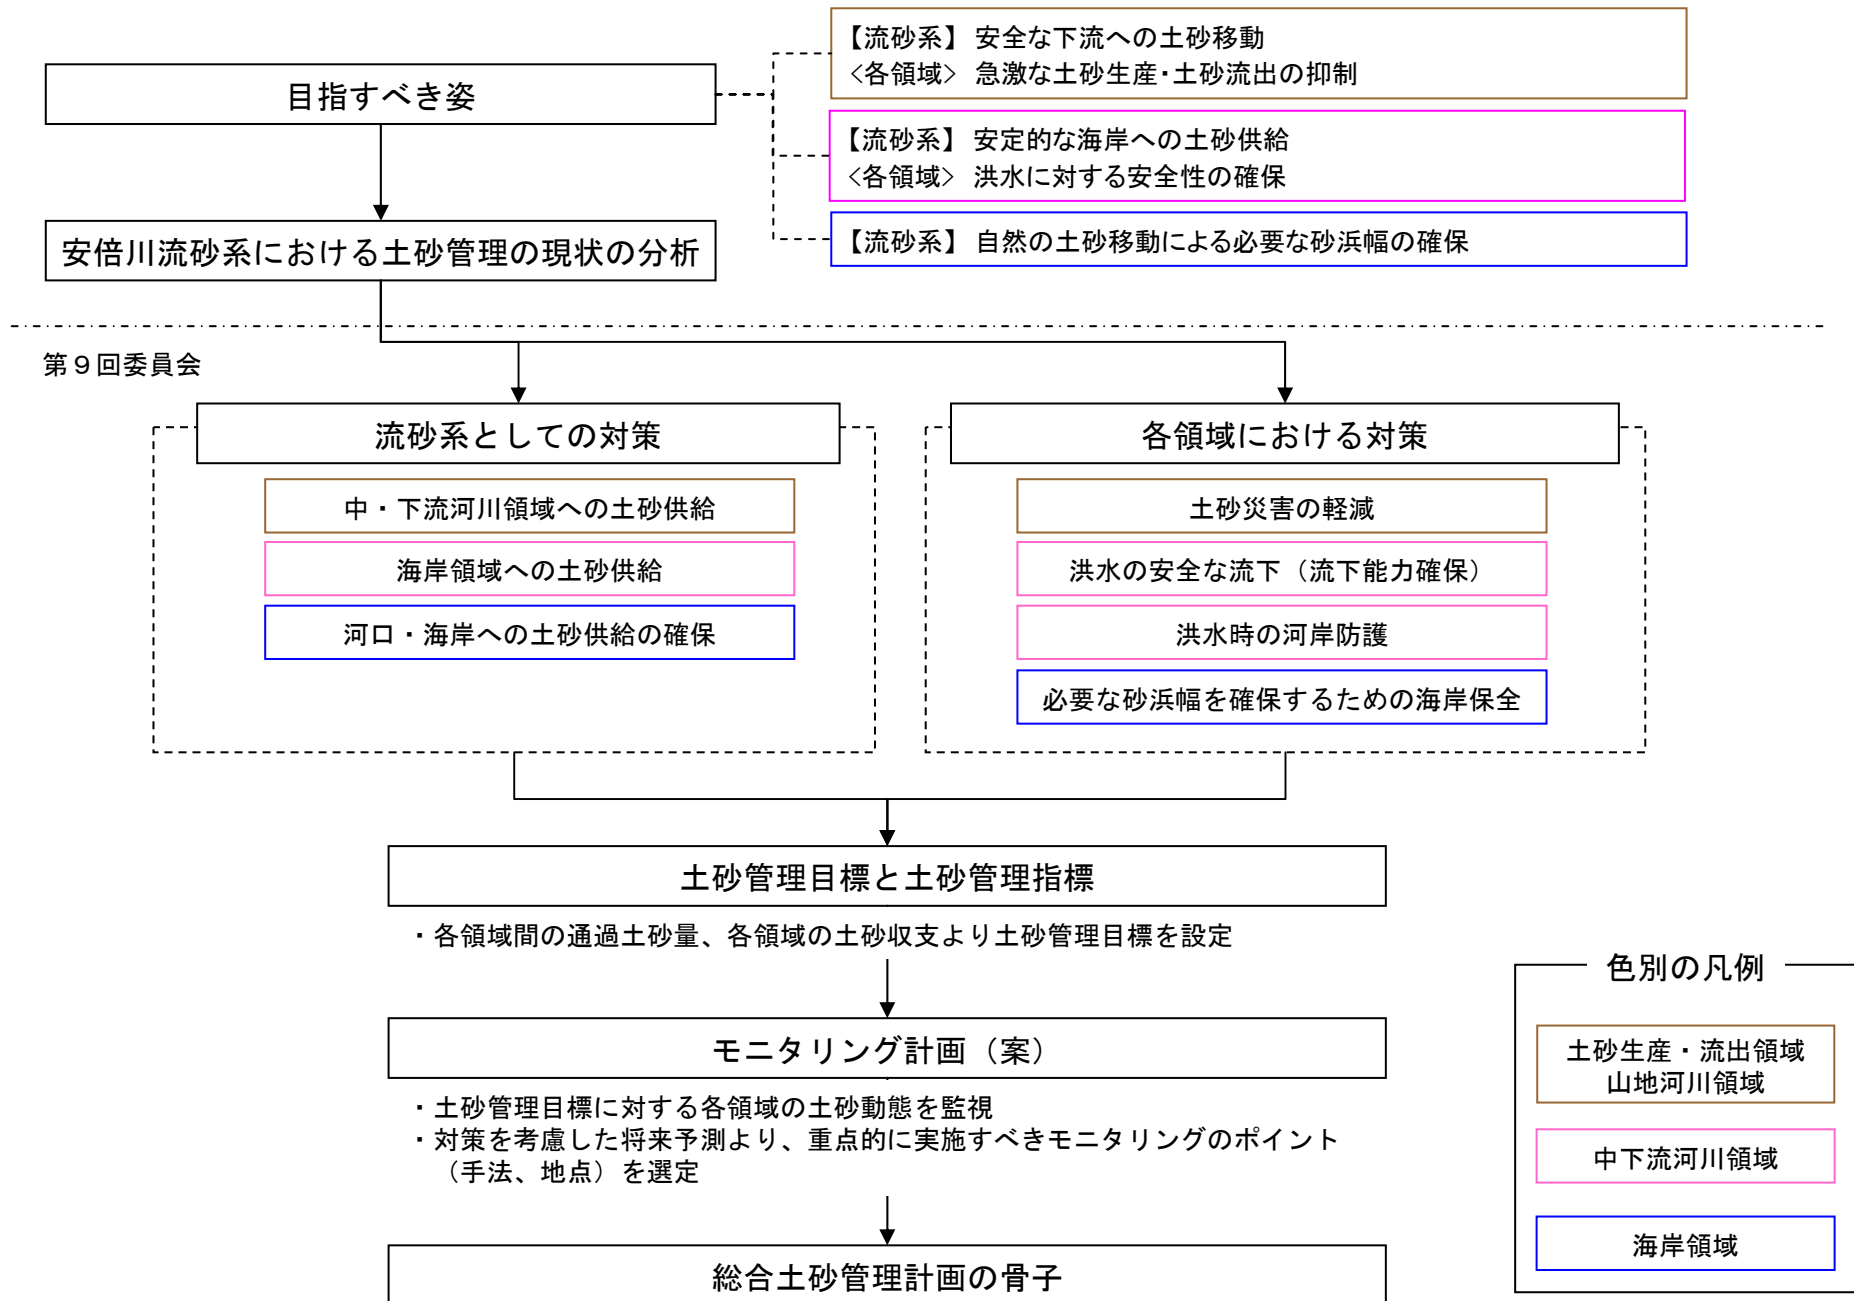 目指すべき姿
【流砂系】 安全な下流への土砂移動
<各領域> 急激な土砂生産・土砂流出の抑制
【流砂系】 安定的な海岸への土砂供給
<各領域> 洪水に対する安全性の確保
【流砂系】 自然の土砂移動による必要な砂浜幅の確保
安倍川流砂系における土砂管理の現状の分析
第９回委員会
流砂系としての対策
中・下流河川領域への土砂供給
海岸領域への土砂供給
河口・海岸への土砂供給の確保
各領域における対策
土砂災害の軽減
洪水の安全な流下（流下能力確保）
洪水時の河岸防護
必要な砂浜幅を確保するための海岸保全
土砂管理目標と土砂管理指標
・各領域間の通過土砂量、各領域の土砂収支より土砂管理目標を設定
モニタリング計画（案）
・土砂管理目標に対する各領域の土砂動態を監視
・対策を考慮した将来予測より、重点的に実施すべきモニタリングのポイント
（手法、地点）を選定
総合土砂管理計画の骨子
色別の凡例
土砂生産・流出領域
山地河川領域
中下流河川領域
海岸領域